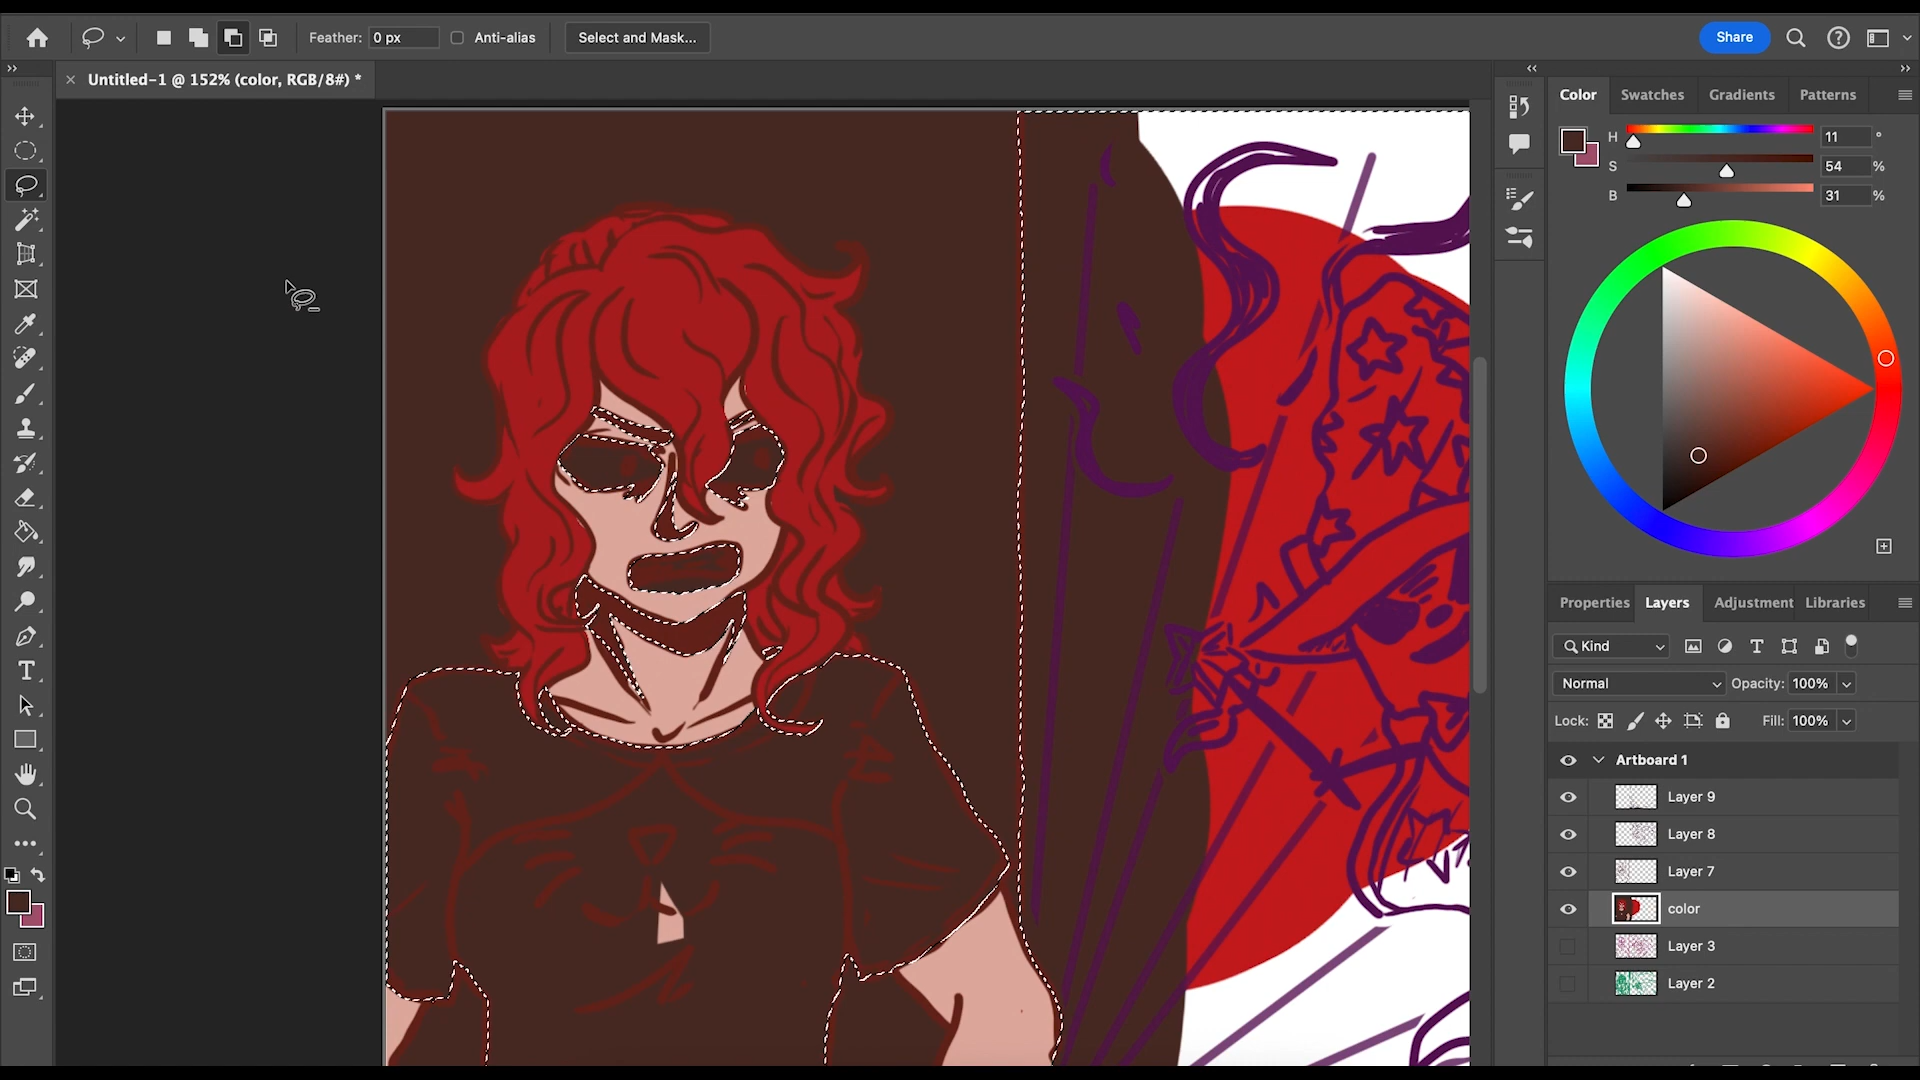 Feather: 0 px Anti-alias Select and Mask... Share
Untitled-1 @ 152% (color, RGB/8#) *
Color Swatches Gradients Patterns
H 11 °
S 54 %
B 31 %
Properties Layers Adjustment Libraries
Kind
Normal Opacity: 100%
Lock: Fill: 100%
Artboard 1
Layer 9
Layer 8
Layer 7
color
Layer 3
Layer 2